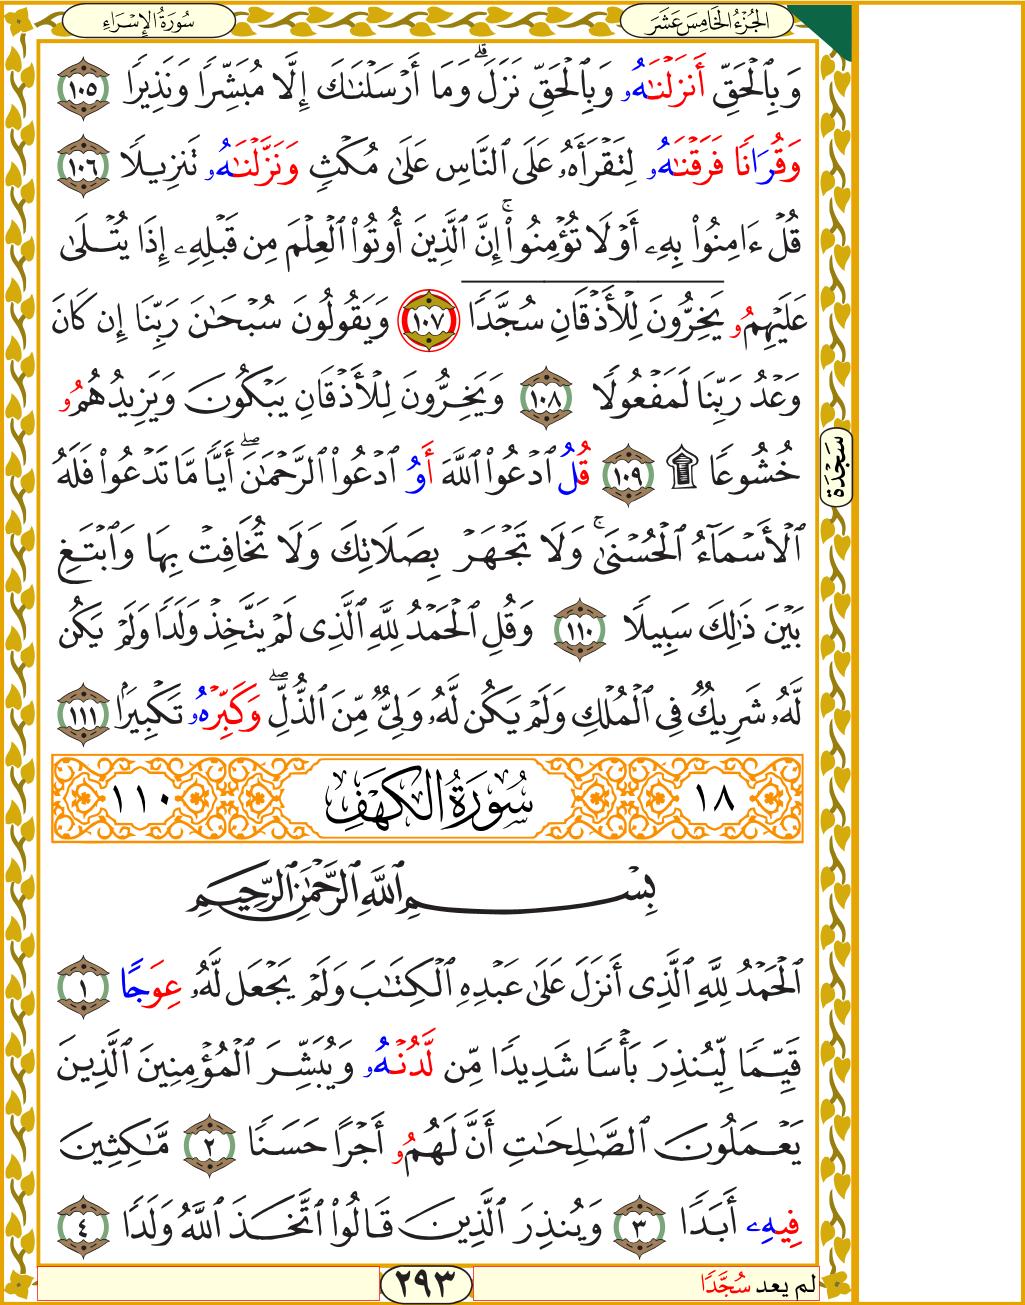 سُورَةُ الإِسْرَاءِ
الجُزْءُ الخَامِسَ عَشَرَ
وَبِٱلْحَقِّ أَنزَلْنَٰهُۥ وَبِٱلْحَقِّ نَزَلَ ۗ وَمَا أَرْسَلْنَٰكَ إِلَّا مُبَشِّرًا وَنَذِيرًا ١٠٥
وَقُرَانًا فَرَقْنَٰهُۥ لِتَقْرَأَهُۥ عَلَى ٱلنَّاسِ عَلَىٰ مُكْثٍ وَنَزَّلْنَٰهُۥ تَنزِيلًا ١٠٦
قُلْ ءَامِنُوا۟ بِهِۦ أَوْ لَا تُؤْمِنُوٓا۟ ۚ إِنَّ ٱلَّذِينَ أُوتُوا۟ ٱلْعِلْمَ مِن قَبْلِهِۦ إِذَا يُتْلَىٰ
عَلَيْهِمُۥ يَخِرُّونَ لِلْأَذْقَانِ سُجَّدًا ١٠٧ وَيَقُولُونَ سُبْحَٰنَ رَبِّنَا إِن كَانَ
وَعْدُ رَبِّنَا لَمَفْعُولًا ١٠٨ وَيَخِرُّونَ لِلْأَذْقَانِ يَبْكُونَ وَيَزِيدُهُمُۥ
خُشُوعًا ۩ ١٠٩ قُلُ ٱدْعُوا۟ ٱللَّهَ أَوُ ٱدْعُوا۟ ٱلرَّحْمَٰنَ ۖ أَيًّا مَّا تَدْعُوا۟ فَلَهُ
ٱلْأَسْمَآءُ ٱلْحُسْنَىٰ ۚ وَلَا تَجْهَرْ بِصَلَاتِكَ وَلَا تُخَافِتْ بِهَا وَٱبْتَغِ
بَيْنَ ذَٰلِكَ سَبِيلًا ١١٠ وَقُلِ ٱلْحَمْدُ لِلَّهِ ٱلَّذِى لَمْ يَتَّخِذْ وَلَدًا وَلَمْ يَكُن
لَّهُۥ شَرِيكٌ فِى ٱلْمُلْكِ وَلَمْ يَكُن لَّهُۥ وَلِىٌّ مِّنَ ٱلذُّلِّ ۖ وَكَبِّرْهُۥ تَكْبِيرًا ١١١
١٨ سُورَةُ الكَهْفِ ١١٠
بِسْمِ ٱللَّهِ ٱلرَّحْمَٰنِ ٱلرَّحِيمِ
ٱلْحَمْدُ لِلَّهِ ٱلَّذِى أَنزَلَ عَلَىٰ عَبْدِهِ ٱلْكِتَٰبَ وَلَمْ يَجْعَل لَّهُۥ عِوَجًا ١
قَيِّمًا لِّيُنذِرَ بَأْسًا شَدِيدًا مِّن لَّدُنْهُۥ وَيُبَشِّرَ ٱلْمُؤْمِنِينَ ٱلَّذِينَ
يَعْمَلُونَ ٱلصَّٰلِحَٰتِ أَنَّ لَهُمُۥ أَجْرًا حَسَنًا ٢ مَّٰكِثِينَ
فِيهِۦ أَبَدًا ٣ وَيُنذِرَ ٱلَّذِينَ قَالُوا۟ ٱتَّخَذَ ٱللَّهُ وَلَدًا ٤
سَجْدَة
لم يعد سُجَّدًا
٢٩٣